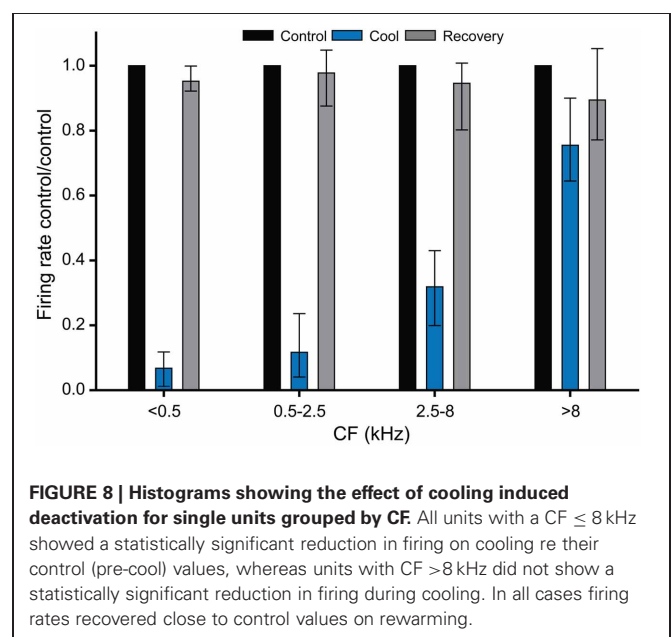 Control Cool Recovery
1.0
0.8
0.6
0.4
0.2
0.0
Firing rate control/control
<0.5 0.5-2.5 2.5-8 >8
CF (kHz)
FIGURE 8 | Histograms showing the effect of cooling induced
deactivation for single units grouped by CF. All units with a CF ≤ 8 kHz
showed a statistically significant reduction in firing on cooling re their
control (pre-cool) values, whereas units with CF >8 kHz did not show a
statistically significant reduction in firing during cooling. In all cases firing
rates recovered close to control values on rewarming.